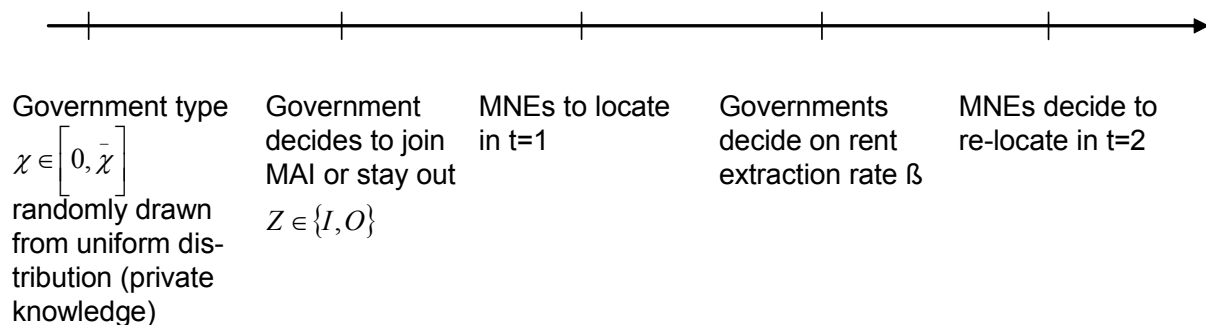 Government type
χ ∈ [0, χ̄]
randomly drawn
from uniform dis-
tribution (private
knowledge)
Government
decides to join
MAI or stay out
Z ∈ {I, O}
MNEs to locate
in t=1
Governments
decide on rent
extraction rate ß
MNEs decide to
re-locate in t=2